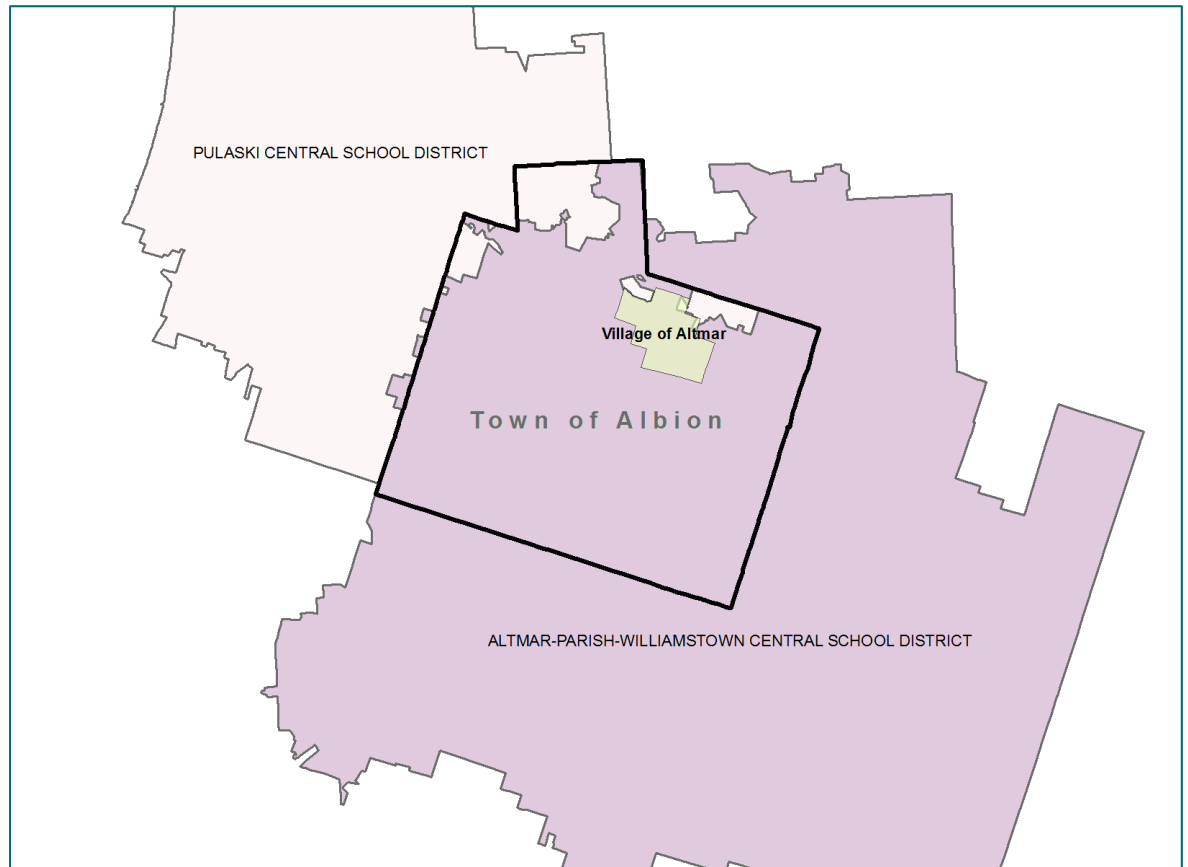 PULASKI CENTRAL SCHOOL DISTRICT
Village of Altmar
Town of Albion
ALTMAR-PARISH-WILLIAMSTOWN CENTRAL SCHOOL DISTRICT